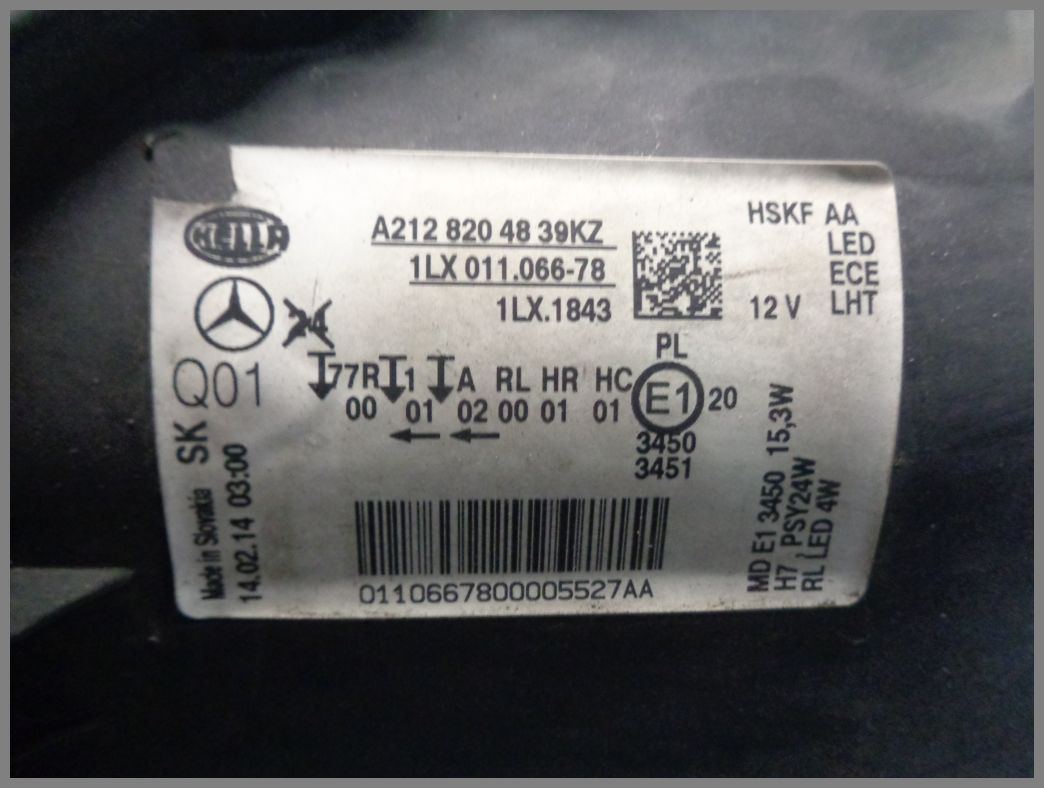 HELLA
A212 820 48 39KZ
1LX 011.066-78
1LX.1843
HSKF AA
LED
ECE
12 V LHT
24
Q01
77R 1 A RL HR HC
00 01 02 00 01 01
PL
E1 20
3450
3451
SK
Made in Slovakia
14.02.14 03:00
MD E1 3450 15,3W
H7 , PSY24W
RL LED 4W
0110667800005527AA